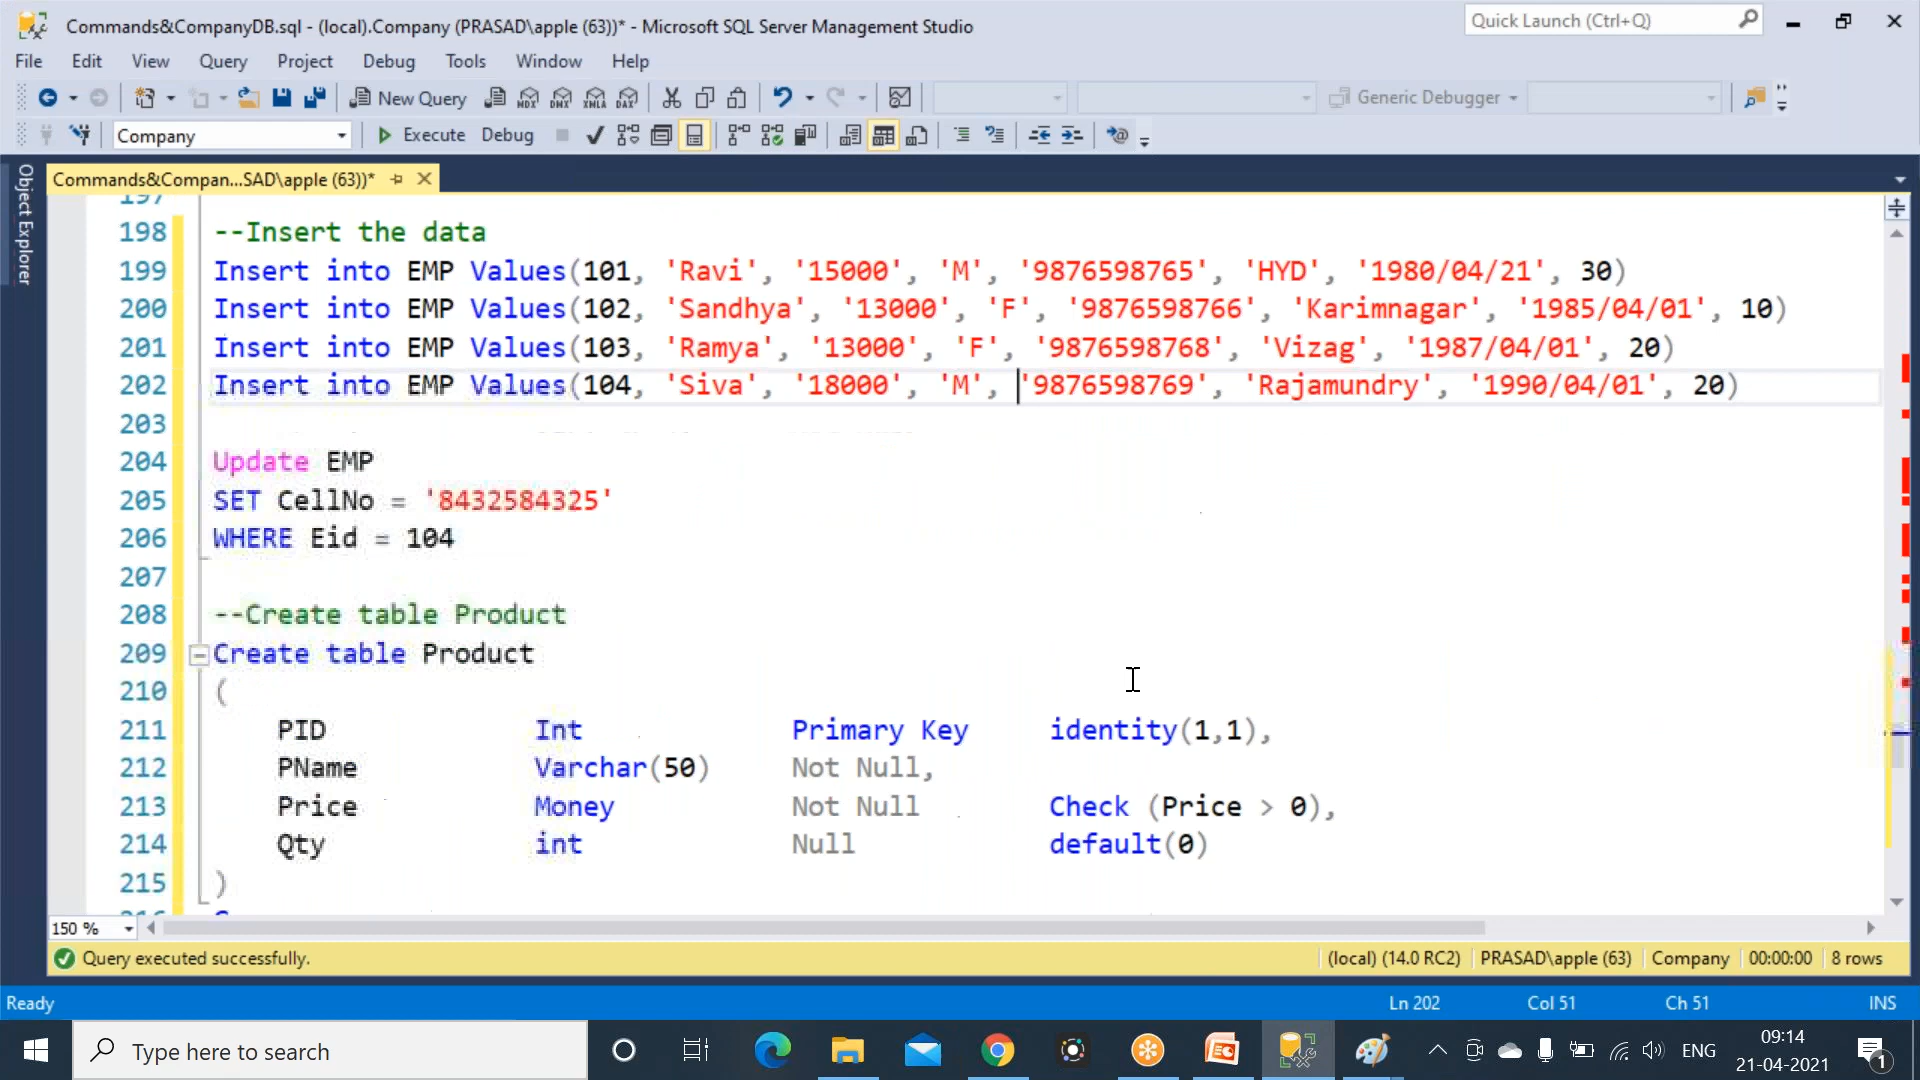 Commands&CompanyDB.sql - (local).Company (PRASAD\apple (63))* - Microsoft SQL Server Management Studio
Quick Launch (Ctrl+Q)
File Edit View Query Project Debug Tools Window Help
New Query MDX DMX XMLA DAX Generic Debugger
Company Execute Debug
Object Explorer
Commands&Compan...SAD\apple (63))*
197
198 --Insert the data
199 Insert into EMP Values(101, 'Ravi', '15000', 'M', '9876598765', 'HYD', '1980/04/21', 30)
200 Insert into EMP Values(102, 'Sandhya', '13000', 'F', '9876598766', 'Karimnagar', '1985/04/01', 10)
201 Insert into EMP Values(103, 'Ramya', '13000', 'F', '9876598768', 'Vizag', '1987/04/01', 20)
202 Insert into EMP Values(104, 'Siva', '18000', 'M', '9876598769', 'Rajamundry', '1990/04/01', 20)
203
204 Update EMP
205 SET CellNo = '8432584325'
206 WHERE Eid = 104
207
208 --Create table Product
209 Create table Product
210 (
211 PID Int Primary Key identity(1,1),
212 PName Varchar(50) Not Null,
213 Price Money Not Null Check (Price > 0),
214 Qty int Null default(0)
215 )
150 %
Query executed successfully. (local) (14.0 RC2) PRASAD\apple (63) Company 00:00:00 8 rows
Ready Ln 202 Col 51 Ch 51 INS
Type here to search ENG 09:14
21-04-2021
1